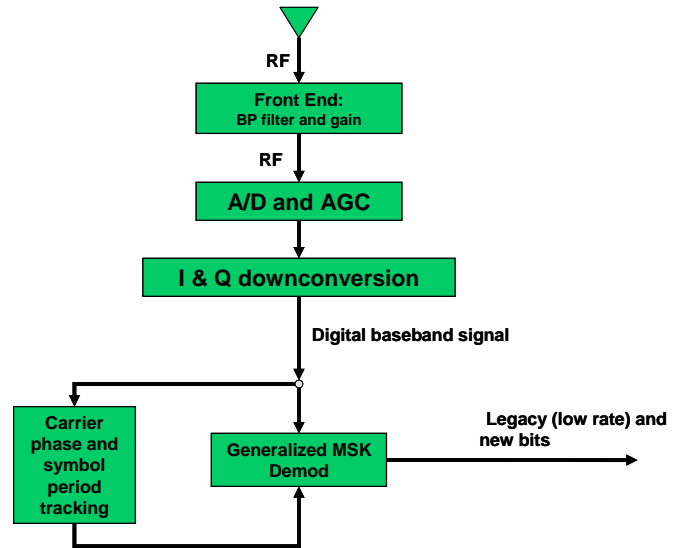 RF
Front End:
BP filter and gain
RF
A/D and AGC
I & Q downconversion
Digital baseband signal
Carrier
phase and
symbol
period
tracking
Generalized MSK
Demod
Legacy (low rate) and
new bits